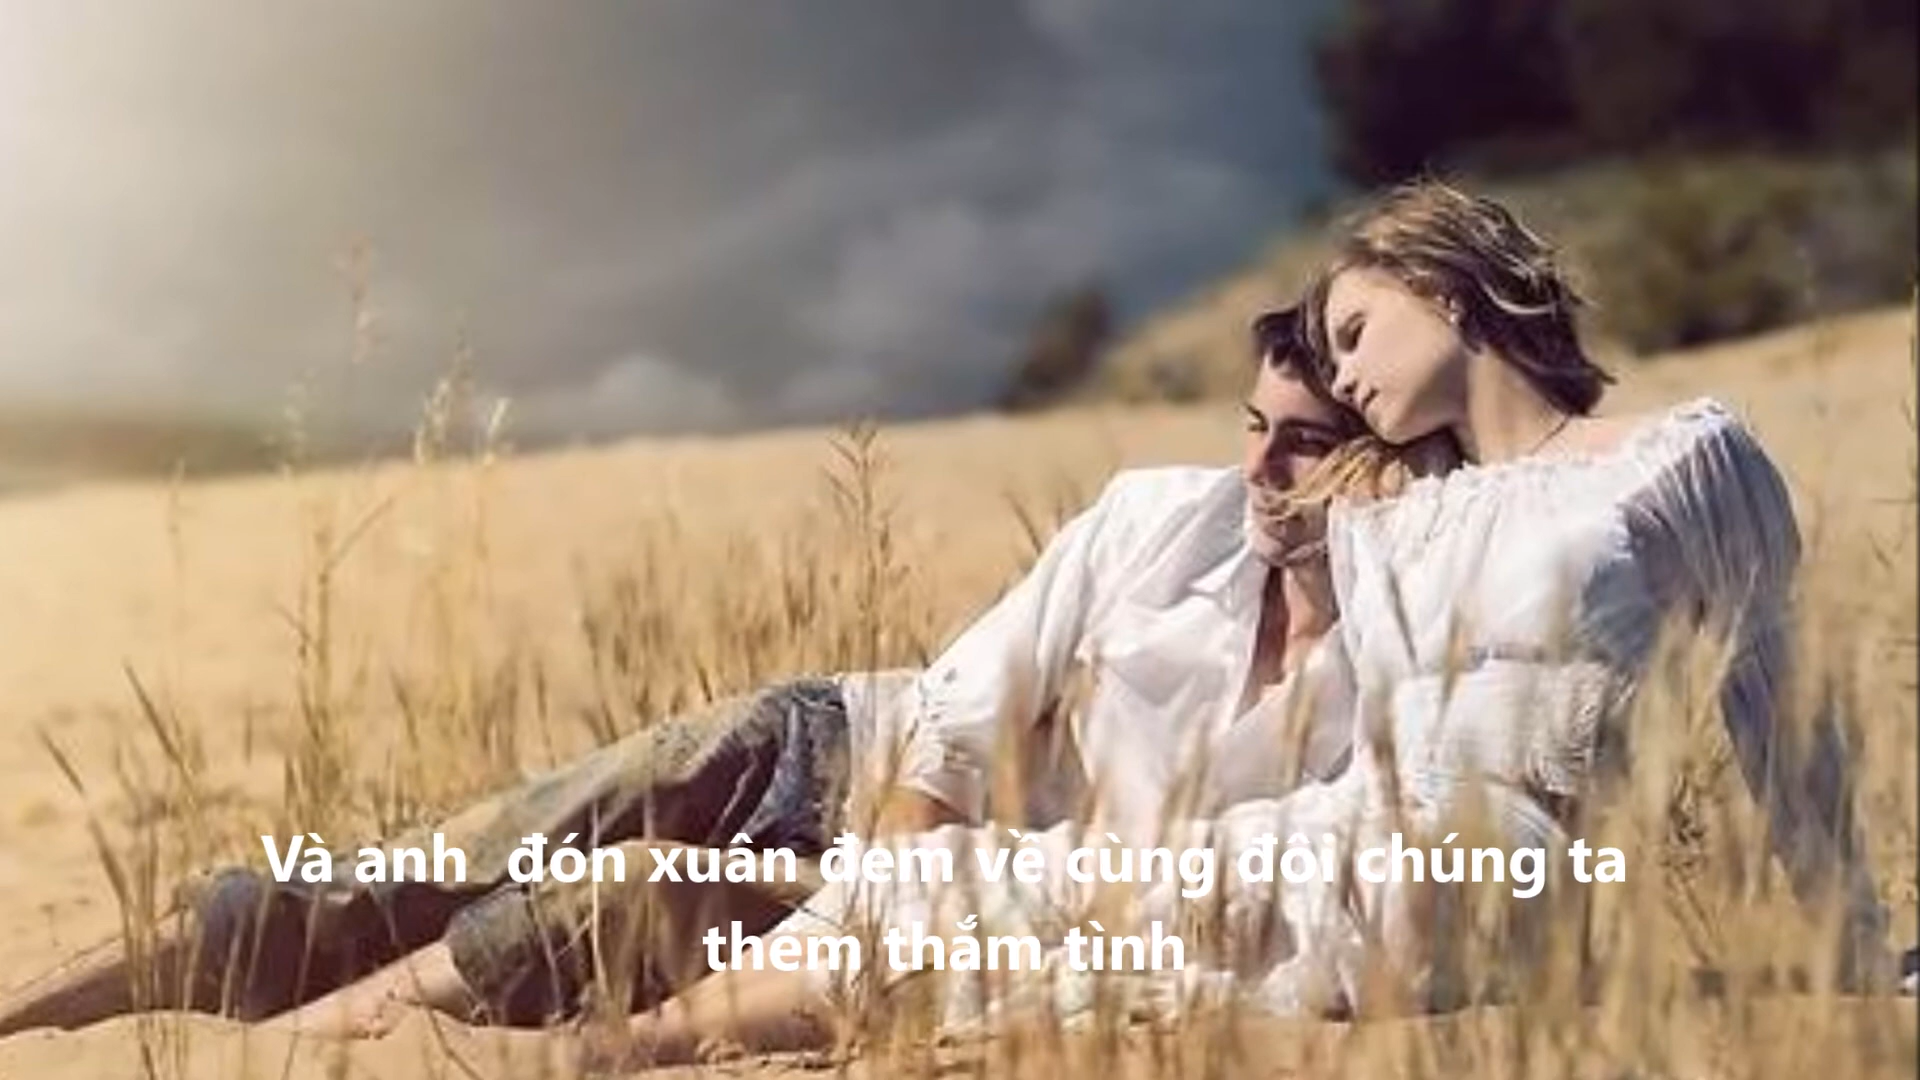 Và anh  đón xuân đem về cùng đôi chúng ta
thêm thắm tình